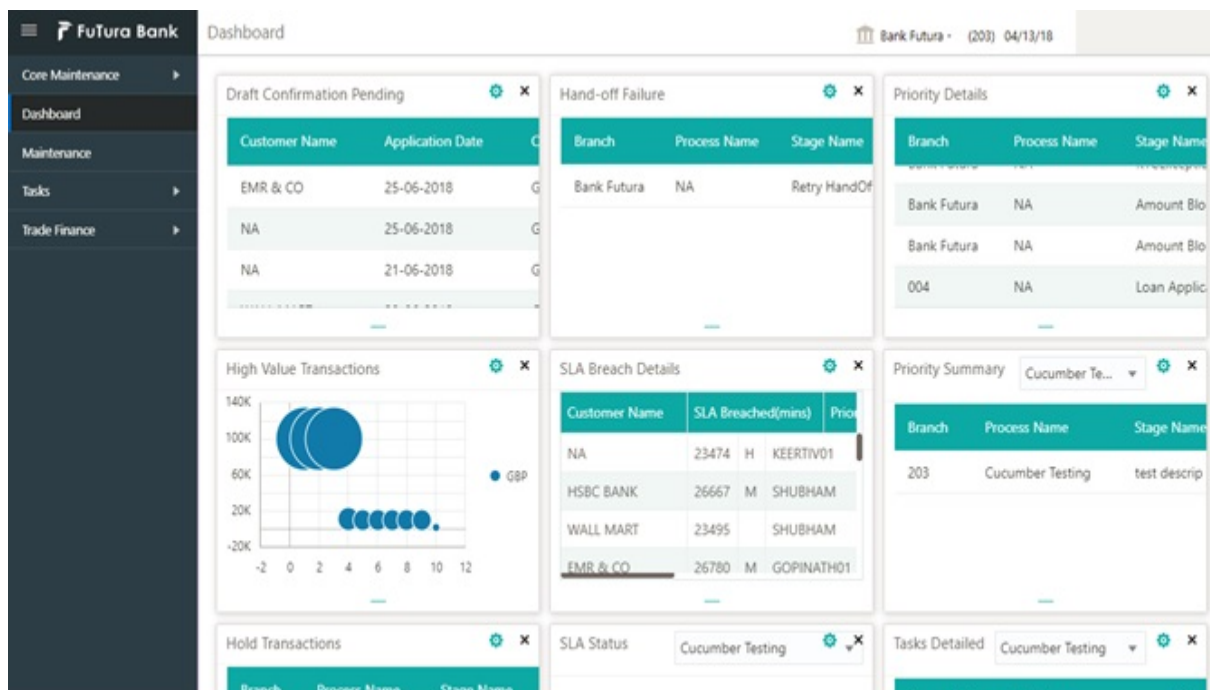 FuTura Bank
Dashboard
Bank Futura - (203) 04/13/18
Core Maintenance
Dashboard
Maintenance
Tasks
Trade Finance
Draft Confirmation Pending
Customer Name Application Date
EMR & CO 25-06-2018 G
NA 25-06-2018 G
NA 21-06-2018 G
Hand-off Failure
Branch Process Name Stage Name
Bank Futura NA Retry HandOf
Priority Details
Branch Process Name Stage Name
Bank Futura NA Amount Blo
Bank Futura NA Amount Blo
004 NA Loan Applic
High Value Transactions
140K
100K
60K
20K
-20K
-2 0 2 4 6 8 10 12
GBP
SLA Breach Details
Customer Name SLA Breached(mins) Prior
NA 23474 H KEERTIV01
HSBC BANK 26667 M SHUBHAM
WALL MART 23495 SHUBHAM
EMR & CO 26780 M GOPINATH01
Priority Summary Cucumber Te...
Branch Process Name Stage Name
203 Cucumber Testing test descrip
Hold Transactions
Branch Process Name Stage Name
SLA Status Cucumber Testing
Tasks Detailed Cucumber Testing